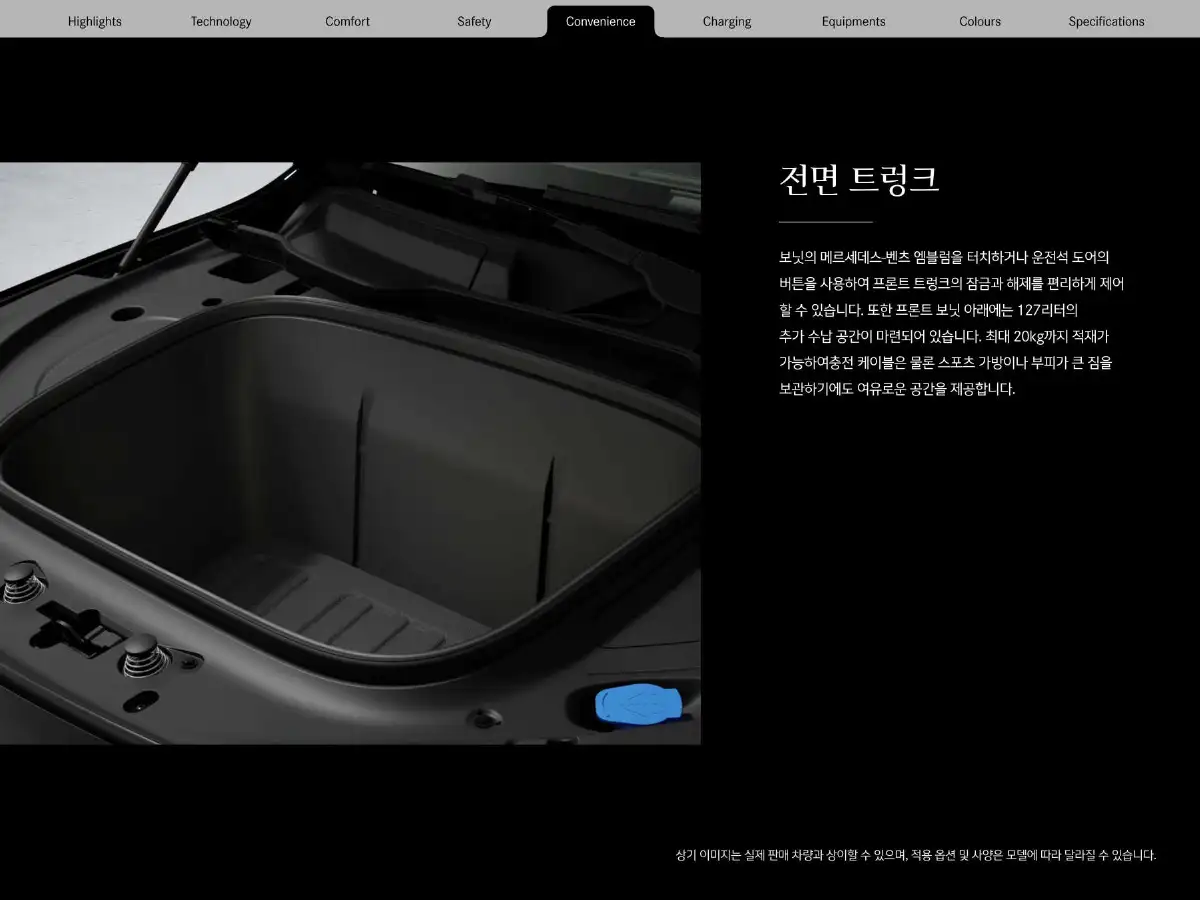 Highlights
Technology
Comfort
Safety
Convenience
Charging
Equipments
Colours
Specifications
전면 트렁크
보닛의 메르세데스-벤츠 엠블럼을 터치하거나 운전석 도어의
버튼을 사용하여 프론트 트렁크의 잠금과 해제를 편리하게 제어
할 수 있습니다. 또한 프론트 보닛 아래에는 127리터의
추가 수납 공간이 마련되어 있습니다. 최대 20kg까지 적재가
가능하여충전 케이블은 물론 스포츠 가방이나 부피가 큰 짐을
보관하기에도 여유로운 공간을 제공합니다.
상기 이미지는 실제 판매 차량과 상이할 수 있으며, 적용 옵션 및 사양은 모델에 따라 달라질 수 있습니다.